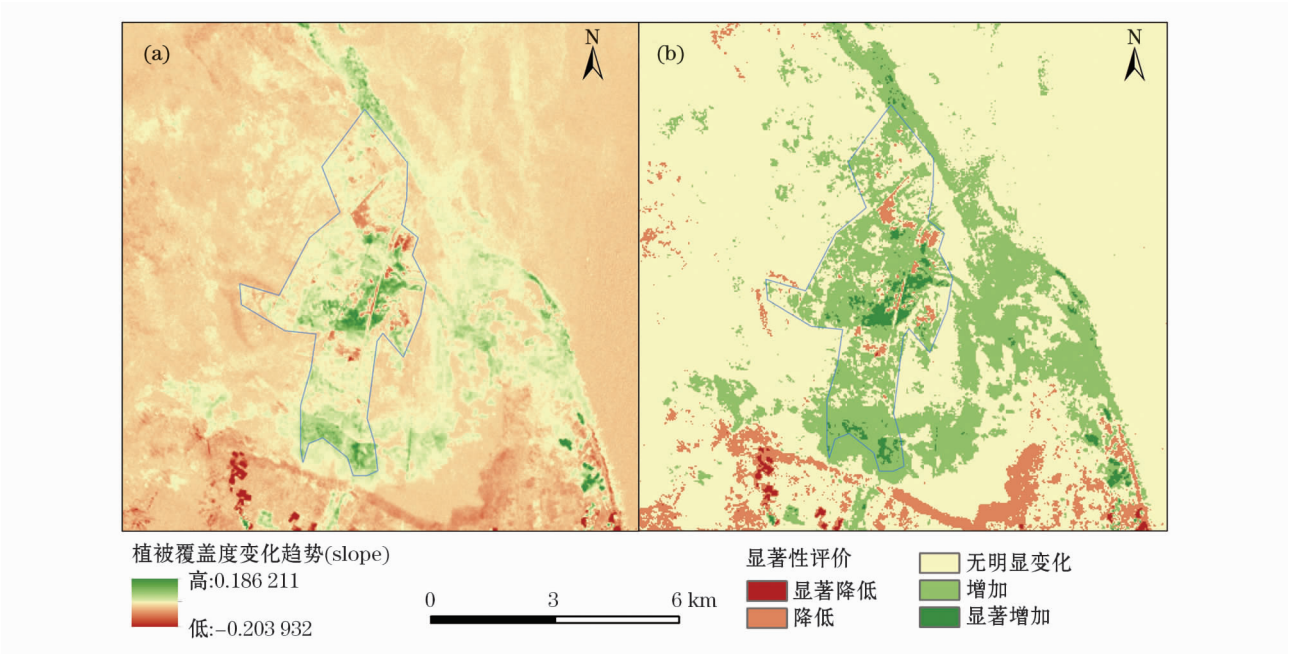 (a)
N
(b)
N
植被覆盖度变化趋势(slope)
高:0.186 211
低:-0.203 932
0 3 6 km
显著性评价
显著降低
降低
无明显变化
增加
显著增加